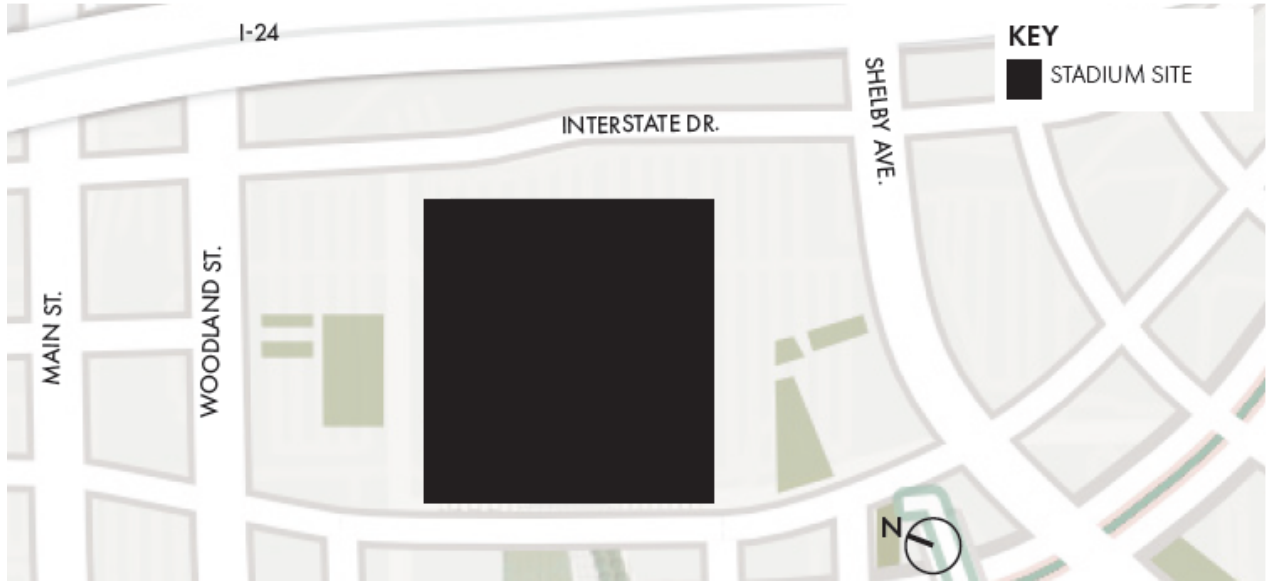 I-24
KEY
STADIUM SITE
SHELBY AVE.
INTERSTATE DR.
WOODLAND ST.
MAIN ST.
N